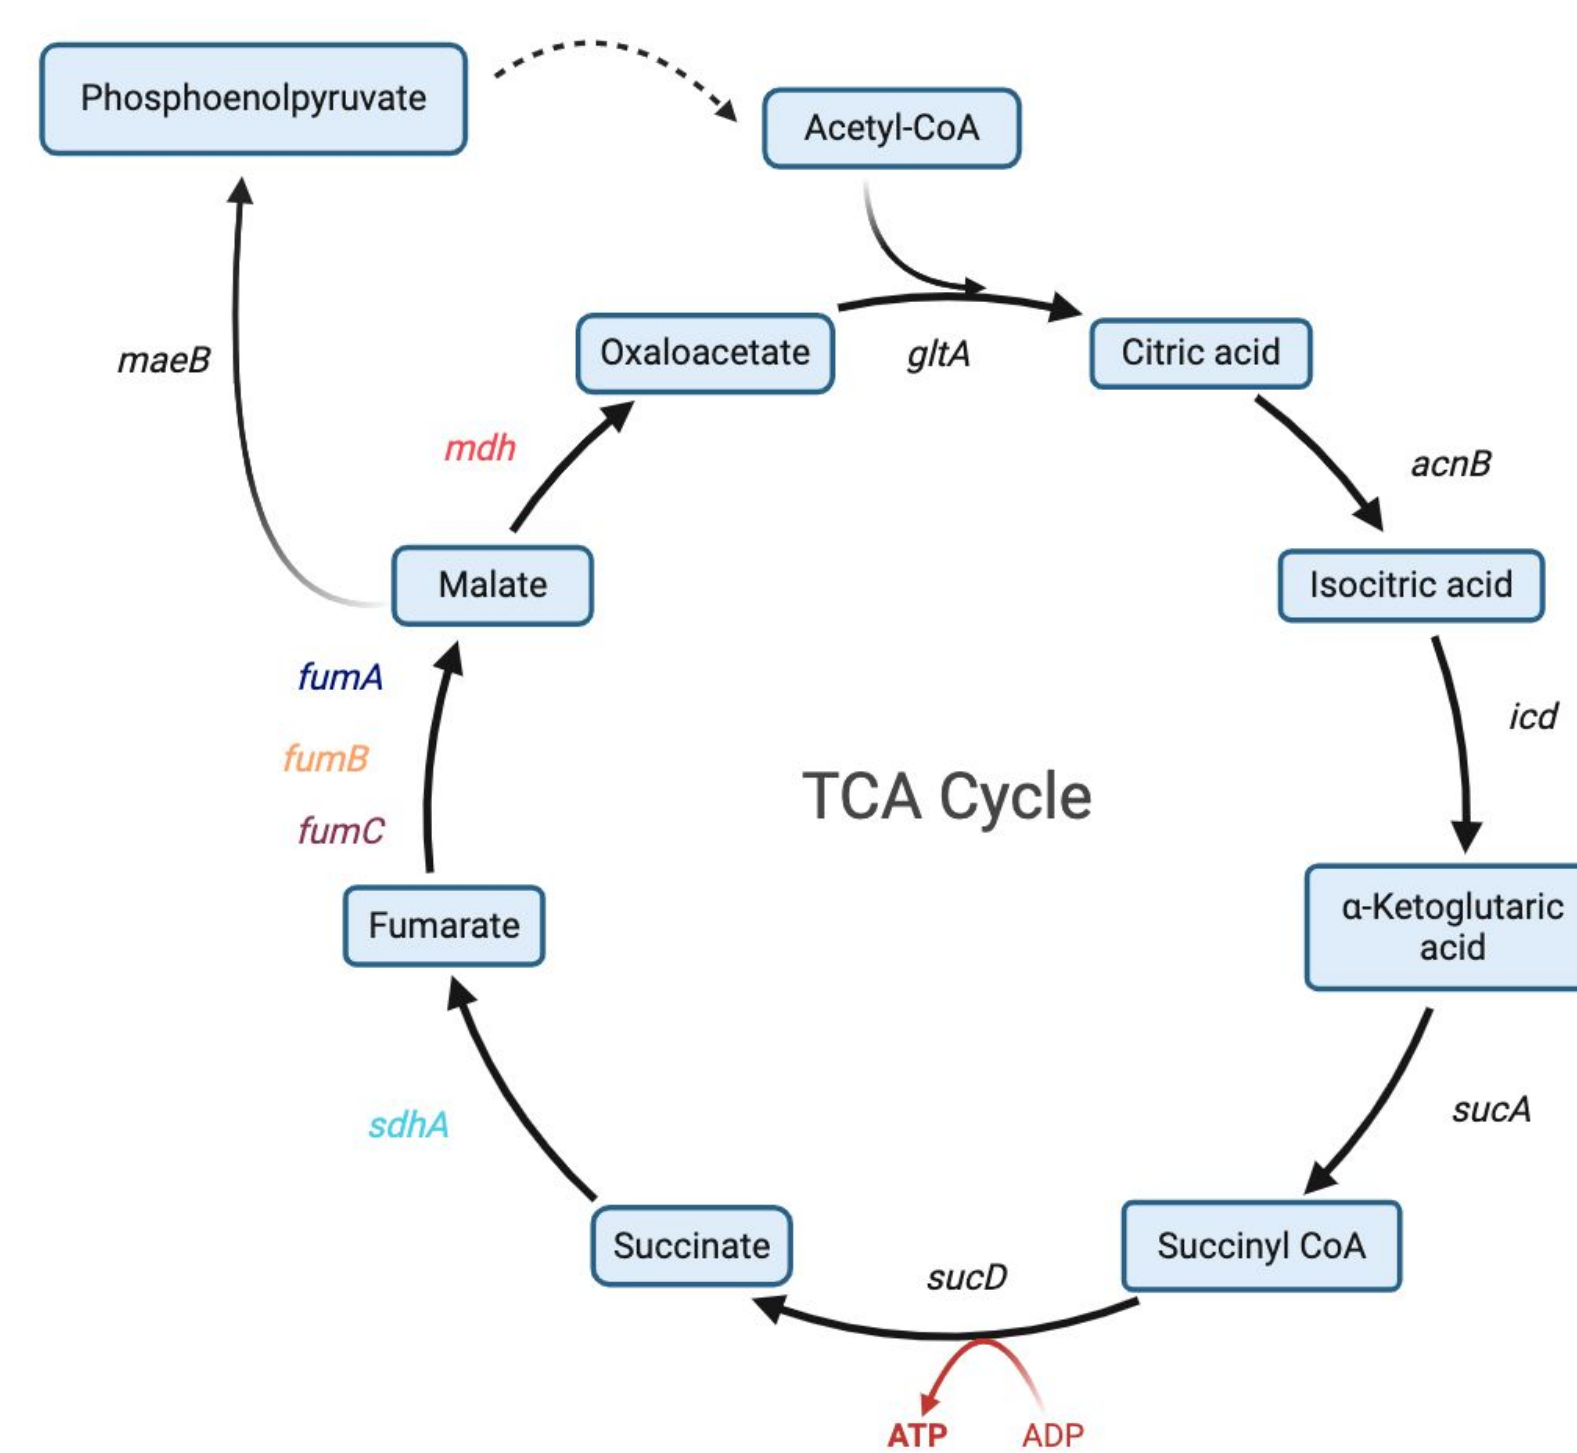 Phosphoenolpyruvate
Acetyl-CoA
maeB
Oxaloacetate
gltA
Citric acid
mdh
acnB
Malate
Isocitric acid
fumA
icd
fumB
TCA Cycle
fumC
Fumarate
α-Ketoglutaric
acid
sdhA
sucA
Succinate
sucD
Succinyl CoA
ATP
ADP